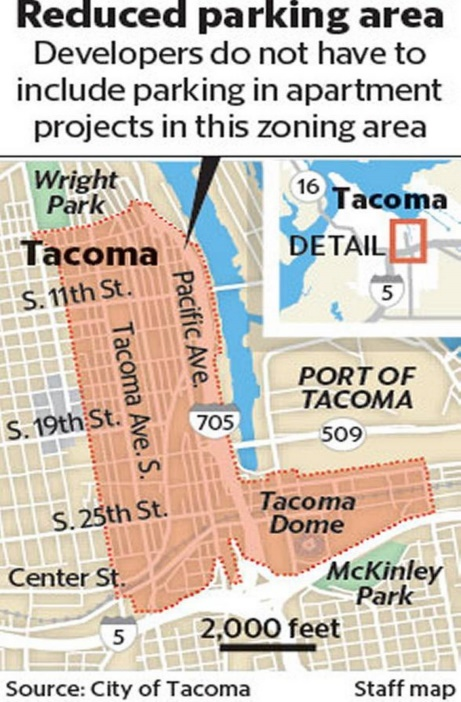 Reduced parking area
Developers do not have to
include parking in apartment
projects in this zoning area
Wright
Park
16
Tacoma
DETAIL
5
Tacoma
S. 11th St.
Pacific Ave.
Tacoma Ave. S.
PORT OF
TACOMA
S. 19th St.
705
509
S. 25th St.
Tacoma
Dome
Center St.
McKinley
Park
5
2,000 feet
Source: City of Tacoma
Staff map